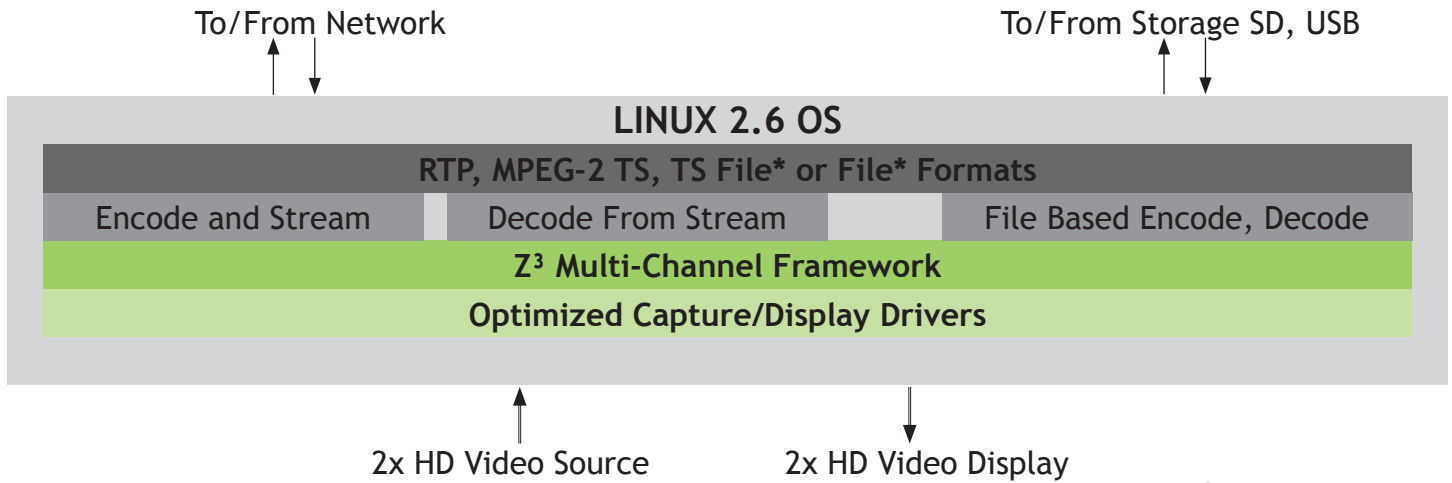 To/From Network
To/From Storage SD, USB
LINUX 2.6 OS
RTP, MPEG-2 TS, TS File* or File* Formats
Encode and Stream
Decode From Stream
File Based Encode, Decode
Z³ Multi-Channel Framework
Optimized Capture/Display Drivers
2x HD Video Source
2x HD Video Display